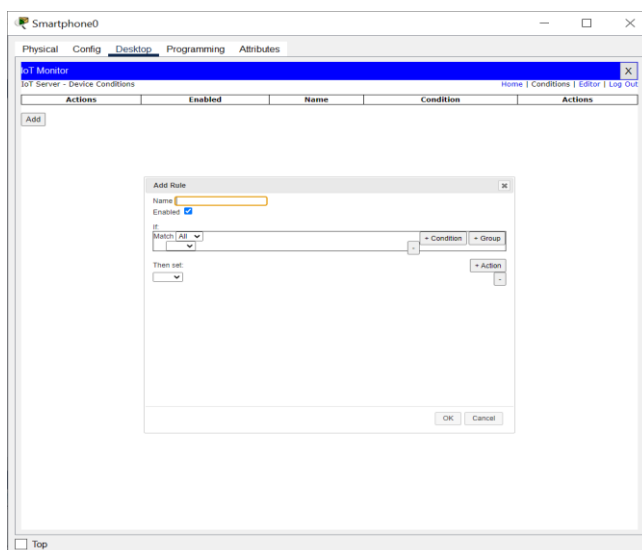 Smartphone0
Physical Config Desktop Programming Attributes
IoT Monitor X
IoT Server - Device Conditions Home | Conditions | Editor | Log Out
Actions Enabled Name Condition Actions
Add
Add Rule
Name
Enabled
If:
Match All + Condition + Group
-
Then set: + Action
-
OK Cancel
Top